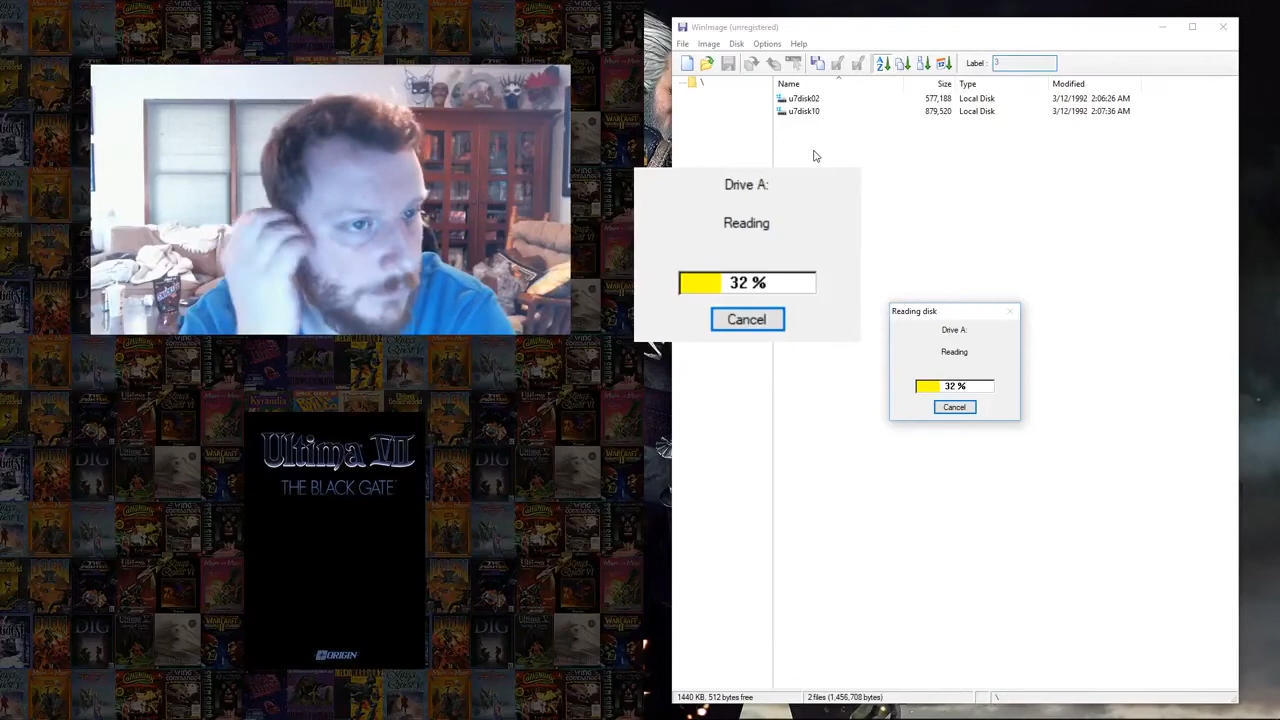 WinImage (unregistered)
File Image Disk Options Help
Label : 3
\
Name Size Type Modified
u7disk02 577,188 Local Disk 3/12/1992 2:06:26 AM
u7disk10 879,520 Local Disk 3/12/1992 2:07:36 AM
Drive A:
Reading
32 %
Cancel
Reading disk
Drive A:
Reading
32 %
Cancel
Ultima VII
THE BLACK GATE
ORIGIN
1440 KB, 512 bytes free
2 files (1,456,708 bytes)
\